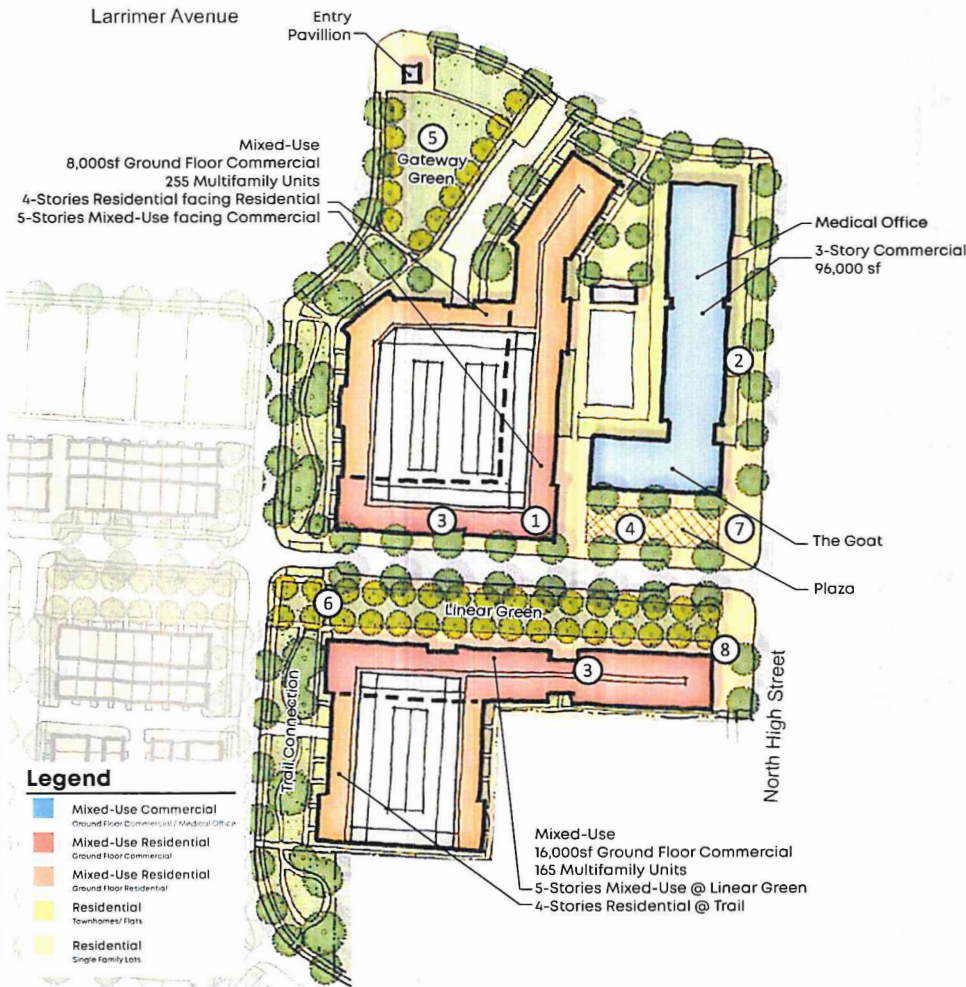 Larrimer Avenue
Entry
Pavillion
Mixed-Use
8,000sf Ground Floor Commercial
255 Multifamily Units
4-Stories Residential facing Residential
5-Stories Mixed-Use facing Commercial
5
Gateway
Green
Medical Office
3-Story Commercial
96,000 sf
2
3
1
4
7
The Goat
Plaza
6
Linear Green
8
3
Trail Connection
North High Street
Legend
Mixed-Use Commercial
Ground Floor Commercial / Medical Office
Mixed-Use Residential
Ground Floor Commercial
Mixed-Use Residential
Ground Floor Residential
Residential
Townhomes/ Flats
Residential
Single Family Lots
Mixed-Use
16,000sf Ground Floor Commercial
165 Multifamily Units
5-Stories Mixed-Use @ Linear Green
4-Stories Residential @ Trail